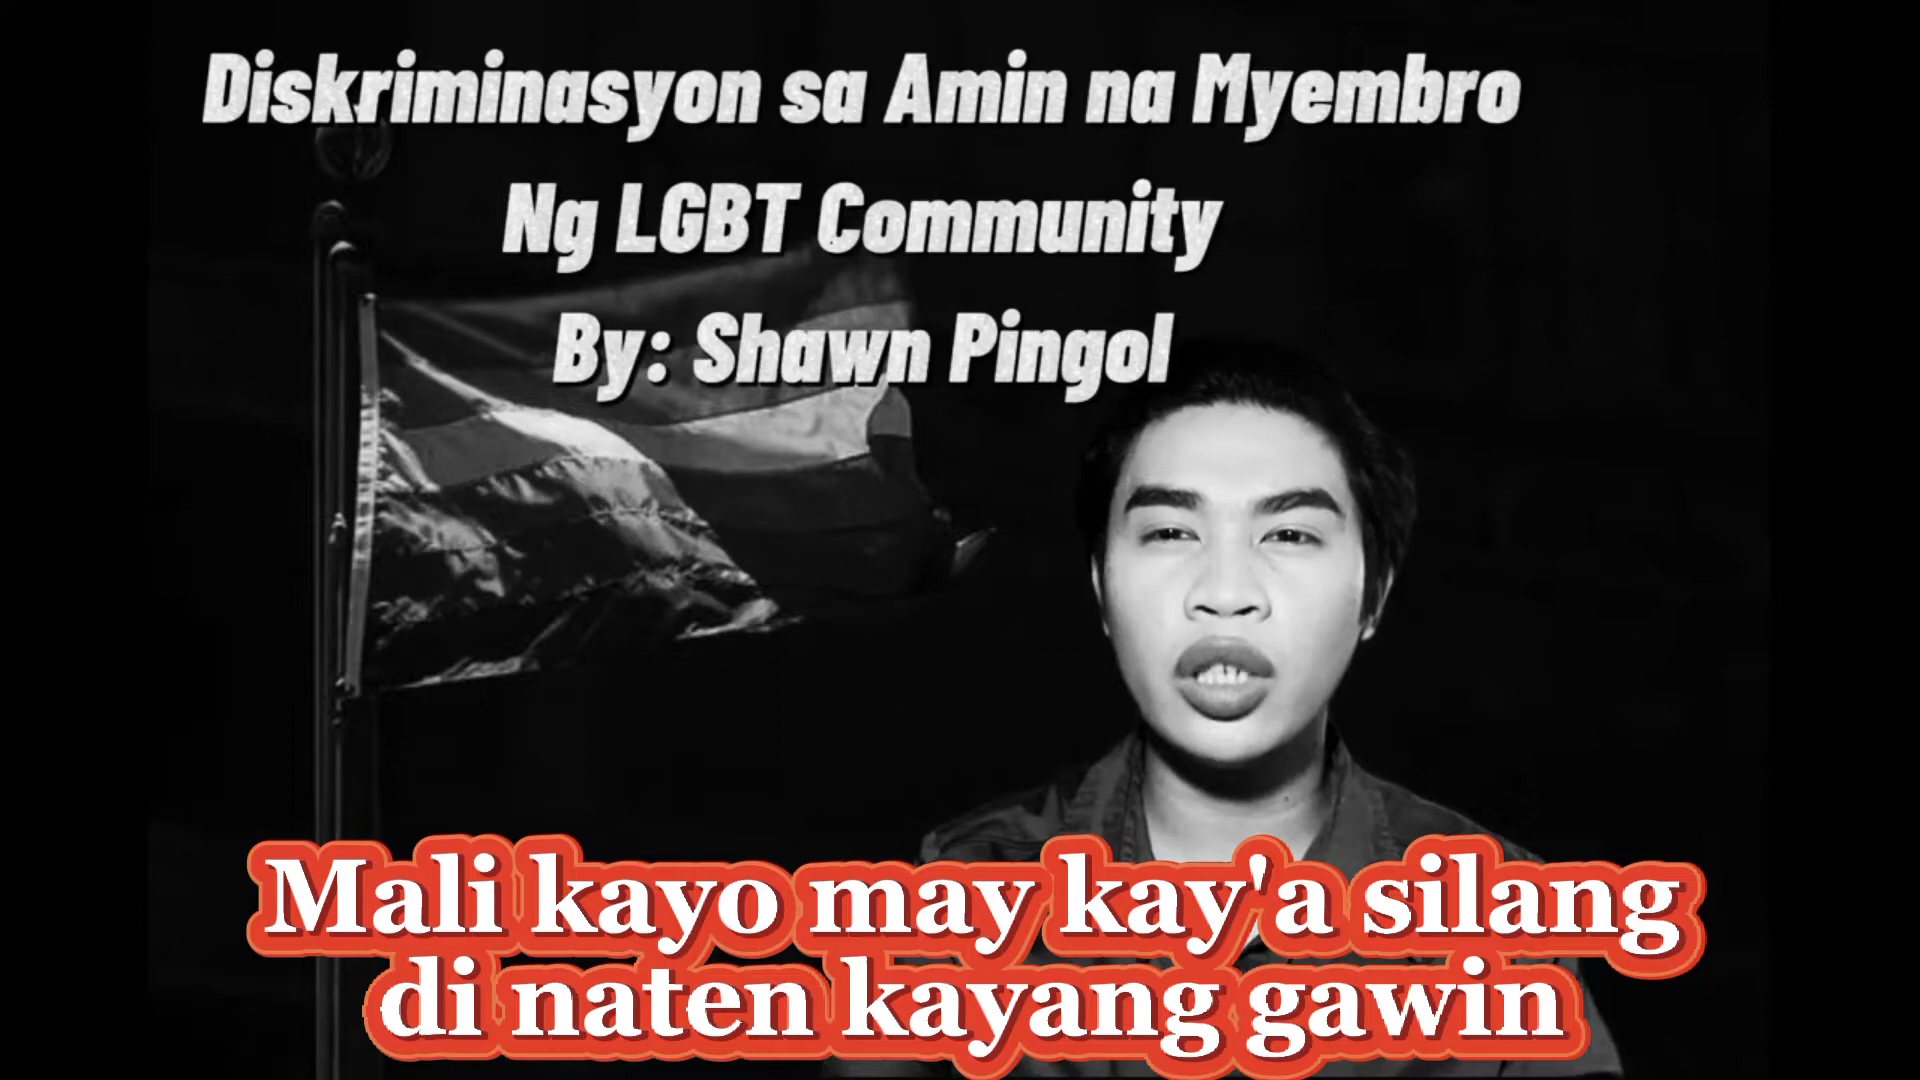 Diskriminasyon sa Amin na Myembro
Ng LGBT Community
By: Shawn Pingol
Mali kayo may kay'a silang
di naten kayang gawin